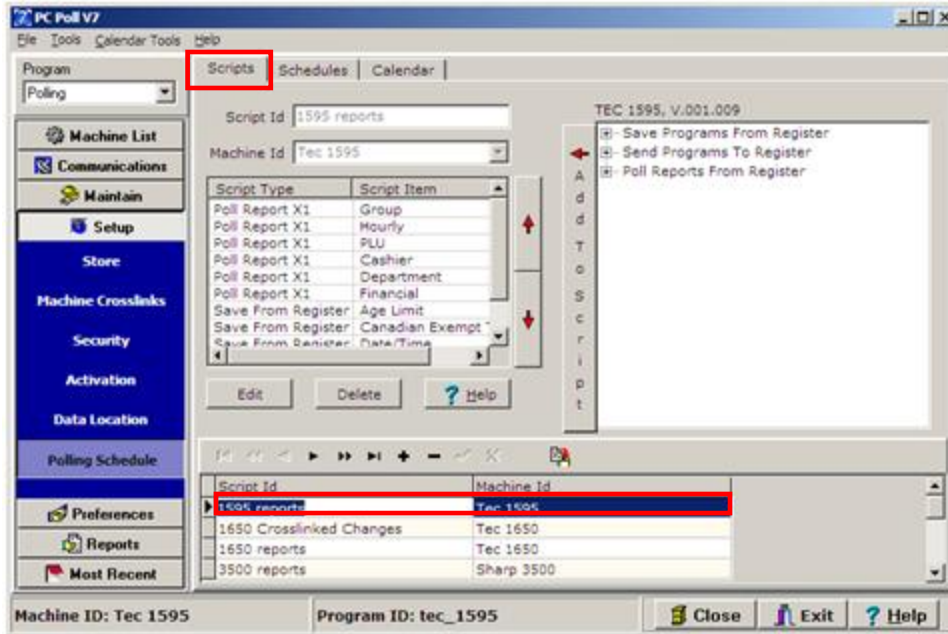 PC Poll V7
File Tools Calendar Tools Help
Program
Polling
Machine List
Communications
Maintain
Setup
Store
Machine Crosslinks
Security
Activation
Data Location
Polling Schedule
Preferences
Reports
Most Recent
Scripts Schedules Calendar
Script Id 1595 reports
Machine Id Tec 1595
Script Type Script Item
Poll Report X1 Group
Poll Report X1 Hourly
Poll Report X1 PLU
Poll Report X1 Cashier
Poll Report X1 Department
Poll Report X1 Financial
Save From Register Age Limit
Save From Register Canadian Exempt T
Save From Register Date/Time
Edit Delete Help
Add To Script
TEC 1595, V.001.009
Save Programs From Register
Send Programs To Register
Poll Reports From Register
Script Id Machine Id
1595 reports Tec 1595
1650 Crosslinked Changes Tec 1650
1650 reports Tec 1650
3500 reports Sharp 3500
Machine ID: Tec 1595 Program ID: tec_1595 Close Exit Help